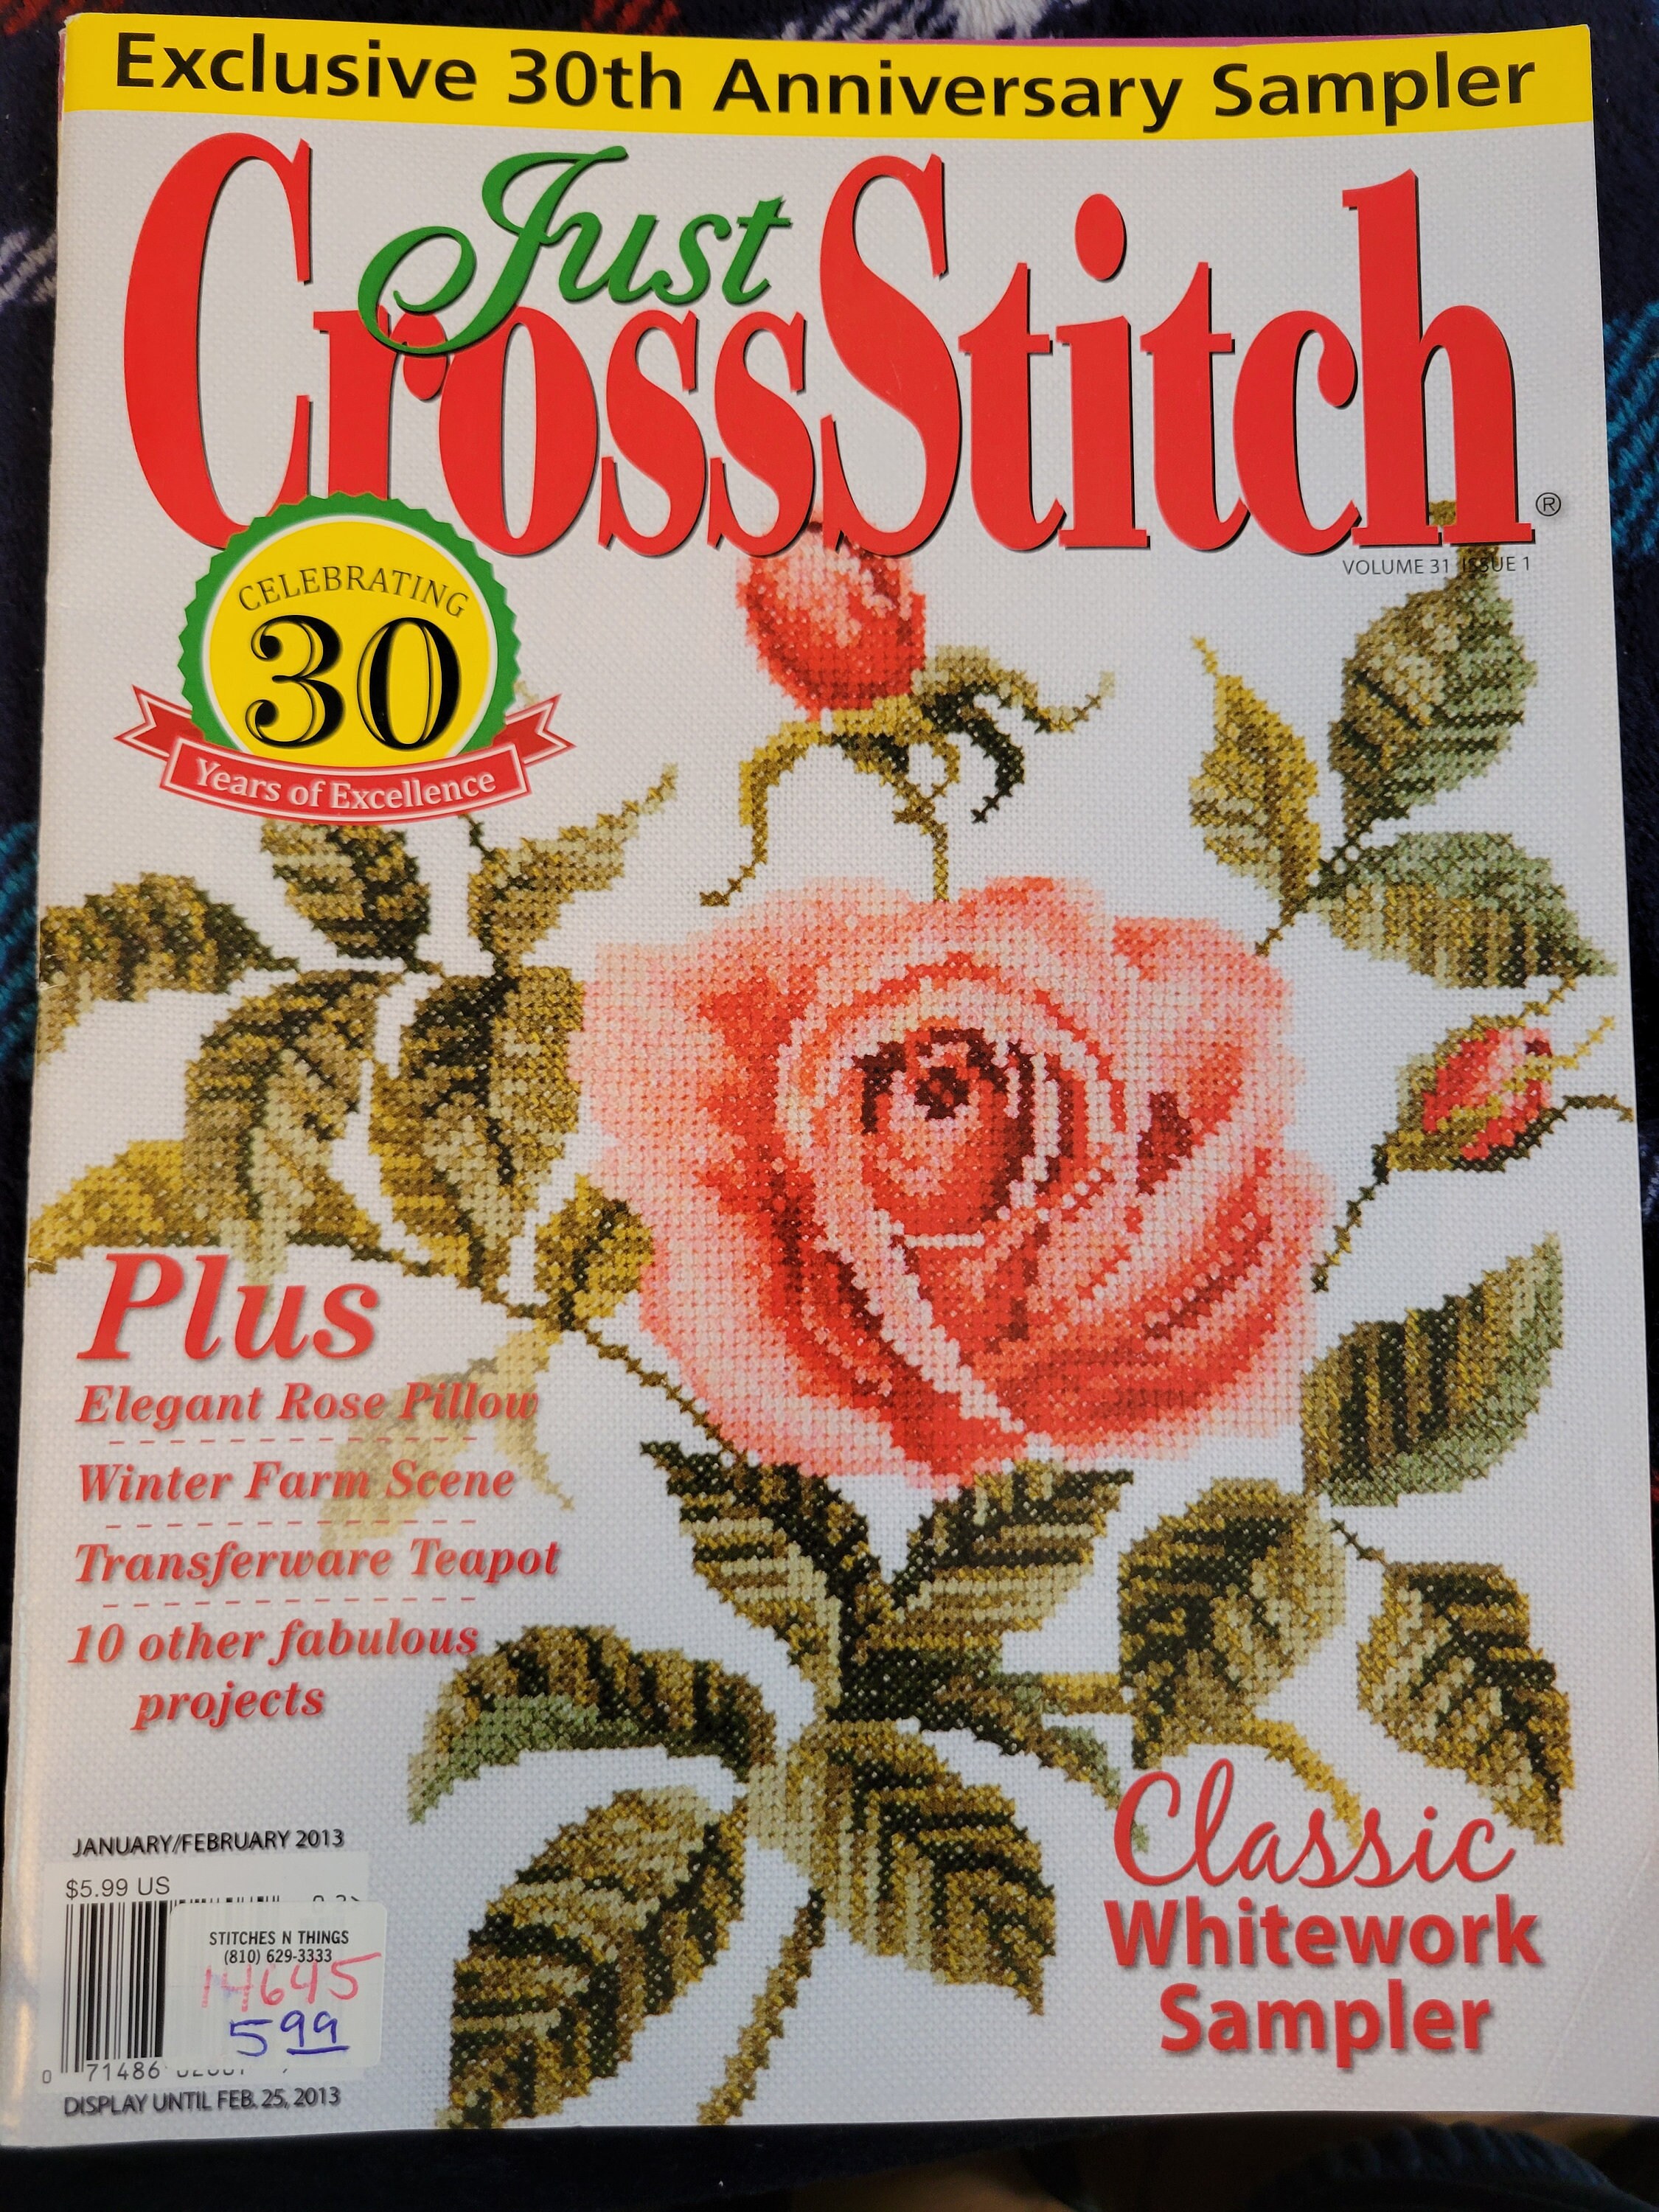 Exclusive 30th Anniversary Sampler
Just
CrossStitch®
VOLUME 31 ISSUE 1
CELEBRATING
30
Years of Excellence
Plus
Elegant Rose Pillow
Winter Farm Scene
Transferware Teapot
10 other fabulous
projects
Classic
Whitework
Sampler
JANUARY/FEBRUARY 2013
$5.99 US
STITCHES N THINGS
(810) 629-3333
14645
5 99
0 71486
DISPLAY UNTIL FEB. 25, 2013